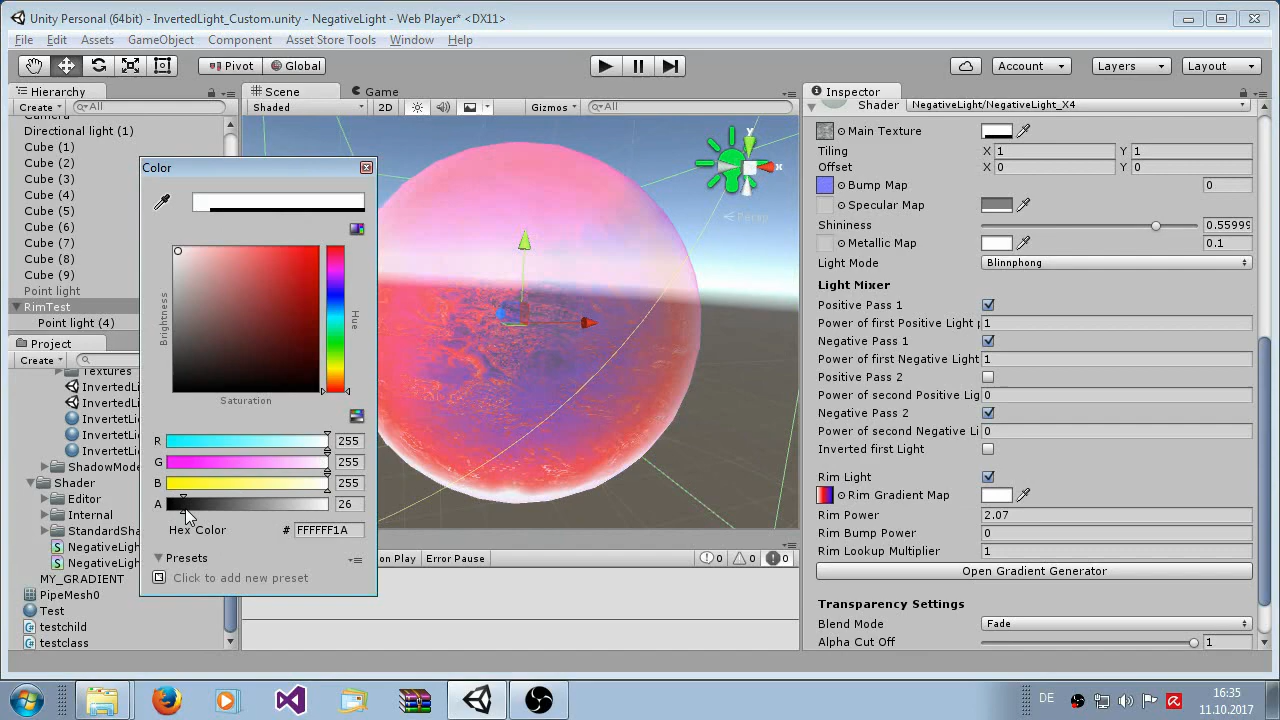 Unity Personal (64bit) - InvertedLight_Custom.unity - NegativeLight - Web Player* <DX11>
File Edit Assets GameObject Component Asset Store Tools Window Help
Pivot Global Account Layers Layout
Hierarchy
Create All
Camera
Directional light (1)
Cube (1)
Cube (2)
Cube (3)
Cube (4)
Cube (5)
Cube (6)
Cube (7)
Cube (8)
Cube (9)
Point light
RimTest
Point light (4)
Project
Create
Textures
InvertedLi
InvertedLi
InvertetLi
InvertetLi
InvertetLi
ShadowMode
Shader
Editor
Internal
StandardSha
NegativeLigh
NegativeLigh
MY_GRADIENT
PipeMesh0
Test
testchild
testclass
Color
Brightness
Hue
Saturation
R 255
G 255
B 255
A 26
Hex Color # FFFFFF1A
Presets
Click to add new preset
Scene Game
Shaded 2D Gizmos All
y
x
Persp
on Play Error Pause 0 0 0
Inspector
Shader NegativeLight/NegativeLight_X4
Main Texture
Tiling X 1 Y 1
Offset X 0 Y 0
Bump Map 0
Specular Map
Shininess 0.55999
Metallic Map 0.1
Light Mode Blinnphong
Light Mixer
Positive Pass 1
Power of first Positive Light p 1
Negative Pass 1
Power of first Negative Light 1
Positive Pass 2
Power of second Positive Lig 0
Negative Pass 2
Power of second Negative Li 0
Inverted first Light
Rim Light
Rim Gradient Map
Rim Power 2.07
Rim Bump Power 0
Rim Lookup Multiplier 1
Open Gradient Generator
Transparency Settings
Blend Mode Fade
Alpha Cut Off 1
DE
16:35
11.10.2017